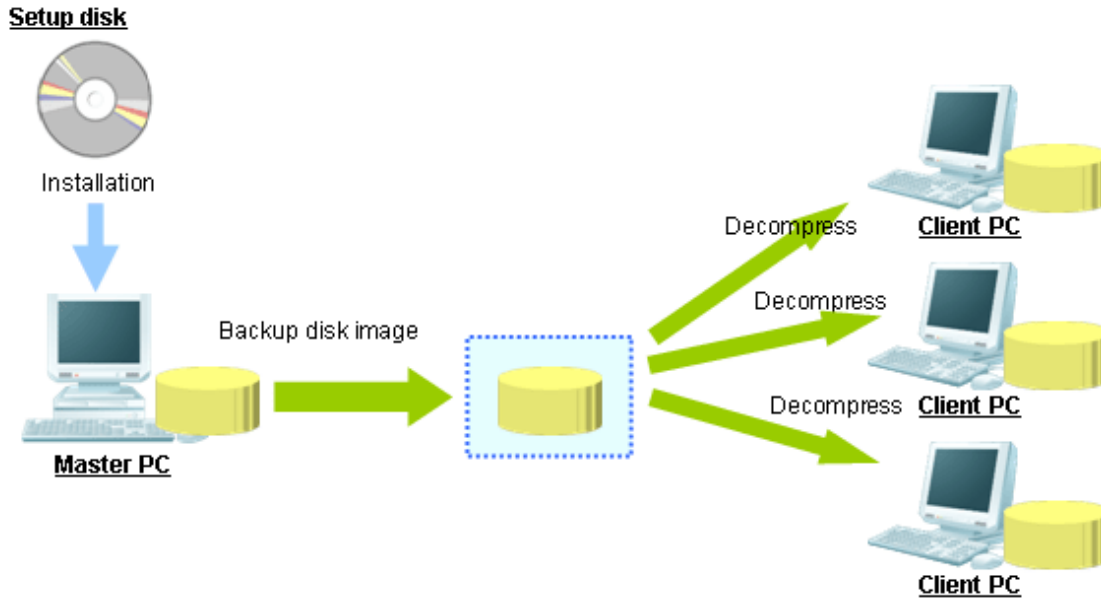 Setup disk
Installation
Master PC
Backup disk image
Decompress
Client PC
Decompress
Client PC
Decompress
Client PC